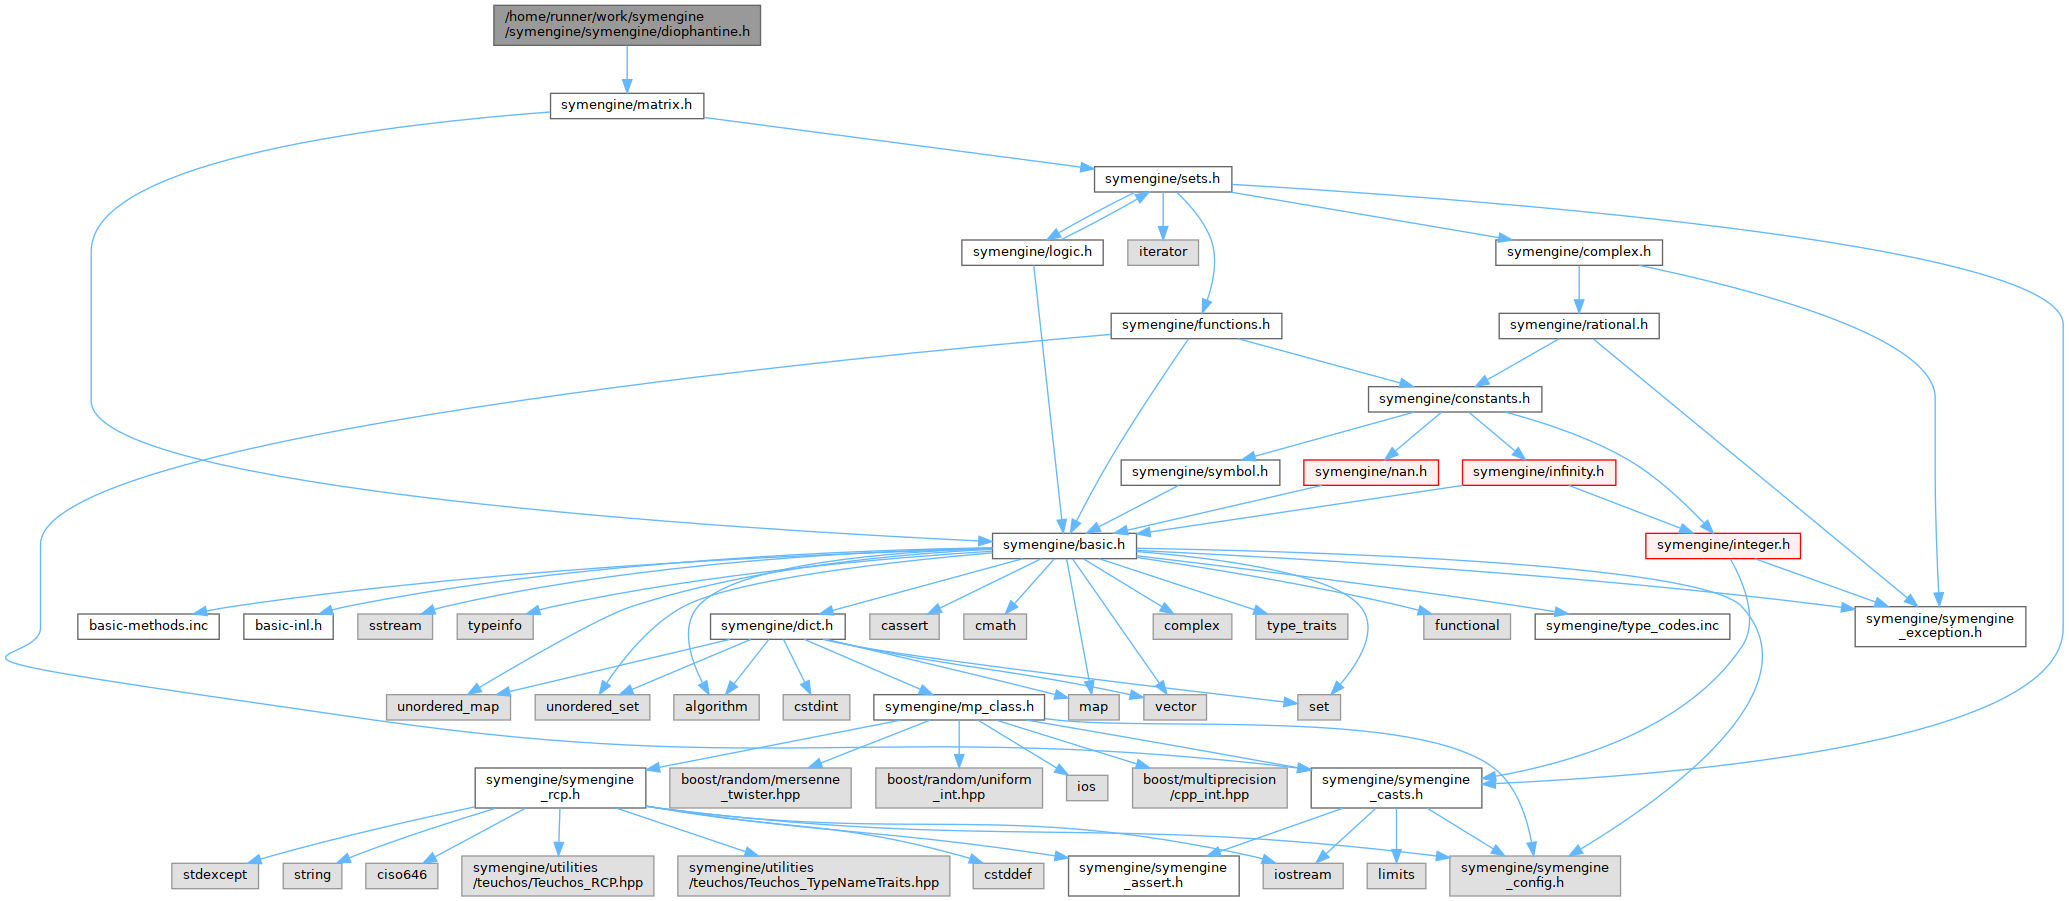 /home/runner/work/symengine
/symengine/symengine/diophantine.h
symengine/matrix.h
symengine/sets.h
symengine/logic.h
iterator
symengine/complex.h
symengine/functions.h
symengine/rational.h
symengine/constants.h
symengine/symbol.h
symengine/nan.h
symengine/infinity.h
symengine/basic.h
symengine/integer.h
basic-methods.inc
basic-inl.h
sstream
typeinfo
symengine/dict.h
cassert
cmath
complex
type_traits
functional
symengine/type_codes.inc
symengine/symengine
_exception.h
unordered_map
unordered_set
algorithm
cstdint
symengine/mp_class.h
map
vector
set
symengine/symengine
_rcp.h
boost/random/mersenne
_twister.hpp
boost/random/uniform
_int.hpp
ios
boost/multiprecision
/cpp_int.hpp
symengine/symengine
_casts.h
stdexcept
string
ciso646
symengine/utilities
/teuchos/Teuchos_RCP.hpp
symengine/utilities
/teuchos/Teuchos_TypeNameTraits.hpp
cstddef
symengine/symengine
_assert.h
iostream
limits
symengine/symengine
_config.h